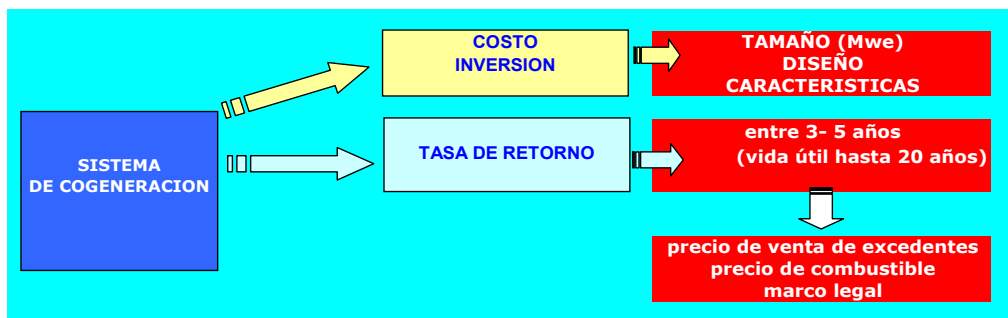 SISTEMA
DE COGENERACION
COSTO
INVERSION
TAMAÑO (Mwe)
DISEÑO
CARACTERISTICAS
TASA DE RETORNO
entre 3- 5 años
(vida útil hasta 20 años)
precio de venta de excedentes
precio de combustible
marco legal